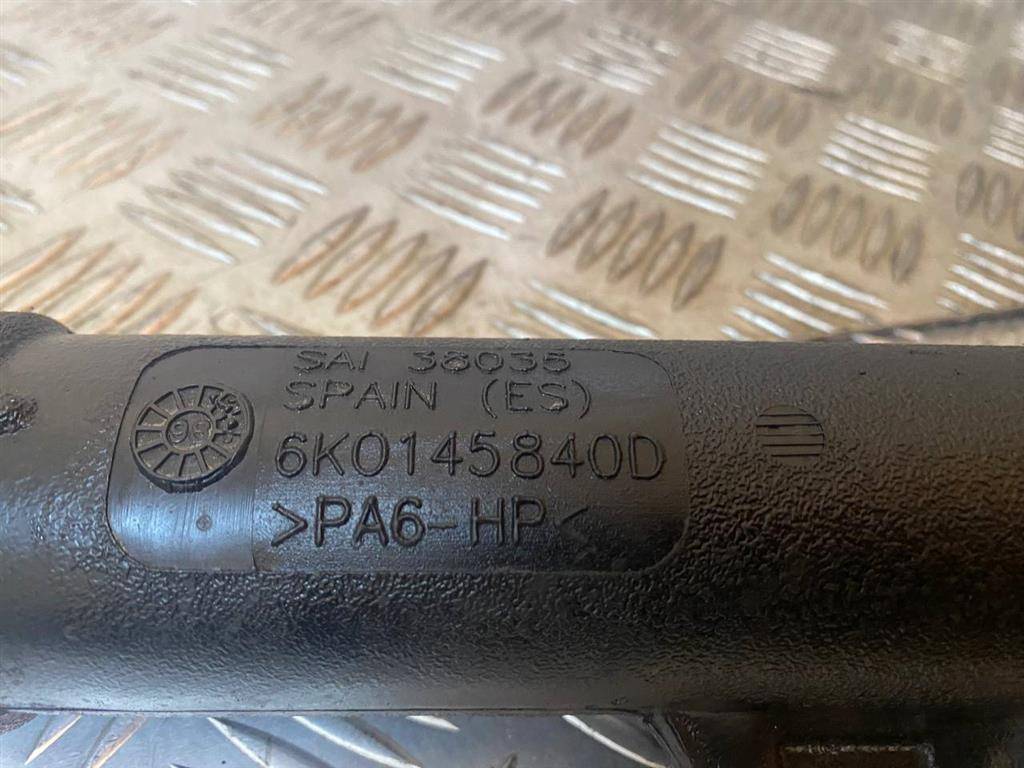 SAI 38035
SPAIN (ES)
6K0145840D
>PA6-HP<